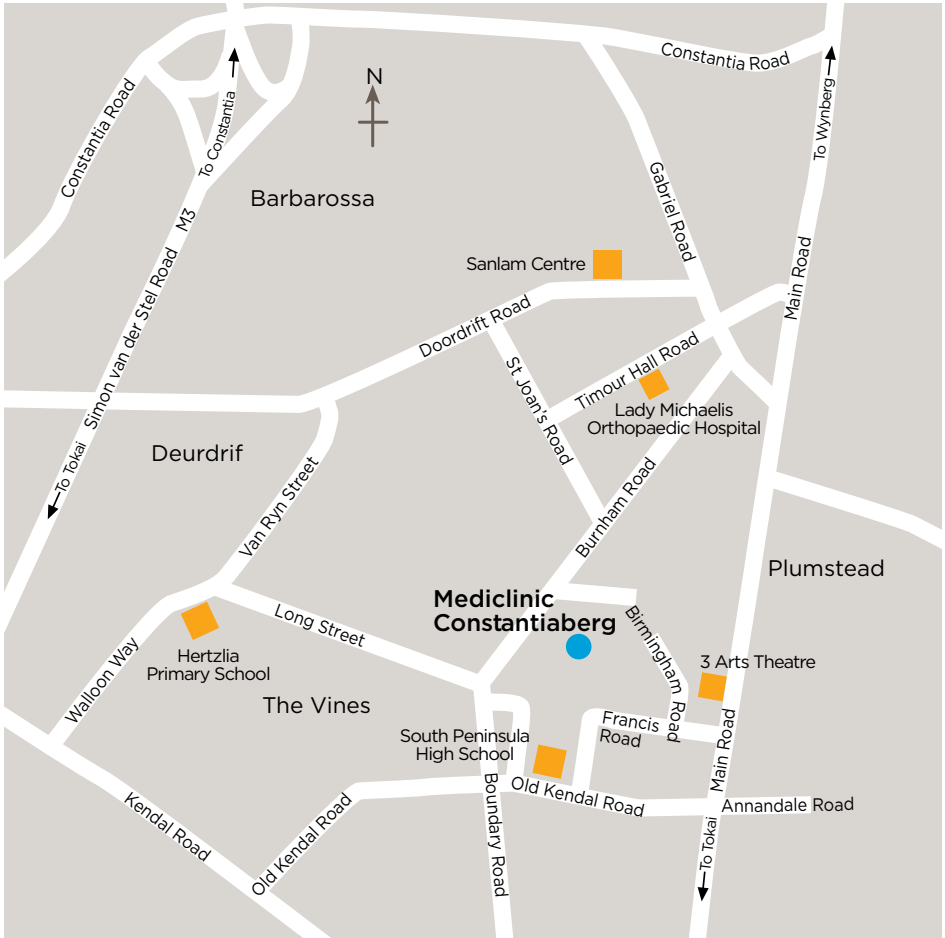 Constantia Road
To Wynberg
To Constantia
Constantia Road
N
Barbarossa
Gabriel Road
Simon van der Stel Road   M3
Sanlam Centre
Main Road
Doordrift Road
Timour Hall Road
St Joan's Road
Lady Michaelis
Orthopaedic Hospital
Deurdrif
To Tokai
Van Ryn Street
Burnham Road
Plumstead
Mediclinic
Constantiaberg
Long Street
Birmingham Road
Hertzlia
Primary School
Walloon Way
3 Arts Theatre
The Vines
Francis
Road
South Peninsula
High School
Main Road
Old Kendal Road
Annandale Road
Boundary Road
Kendal Road
Old Kendal Road
To Tokai